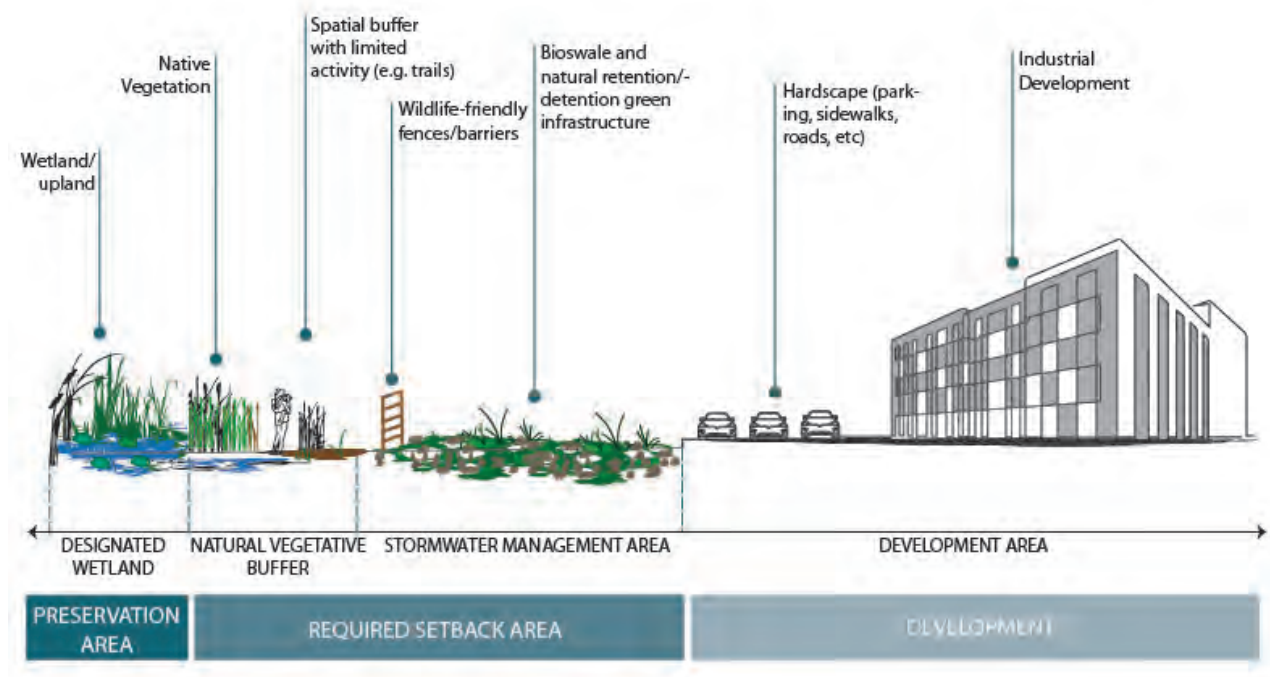 Wetland/
upland
Native
Vegetation
Spatial buffer
with limited
activity (e.g. trails)
Wildlife-friendly
fences/barriers
Bioswale and
natural retention/-
detention green
infrastructure
Hardscape (park-
ing, sidewalks,
roads, etc)
Industrial
Development
DESIGNATED
WETLAND
NATURAL VEGETATIVE
BUFFER
STORMWATER MANAGEMENT AREA
DEVELOPMENT AREA
PRESERVATION
AREA
REQUIRED SETBACK AREA
DEVELOPMENT